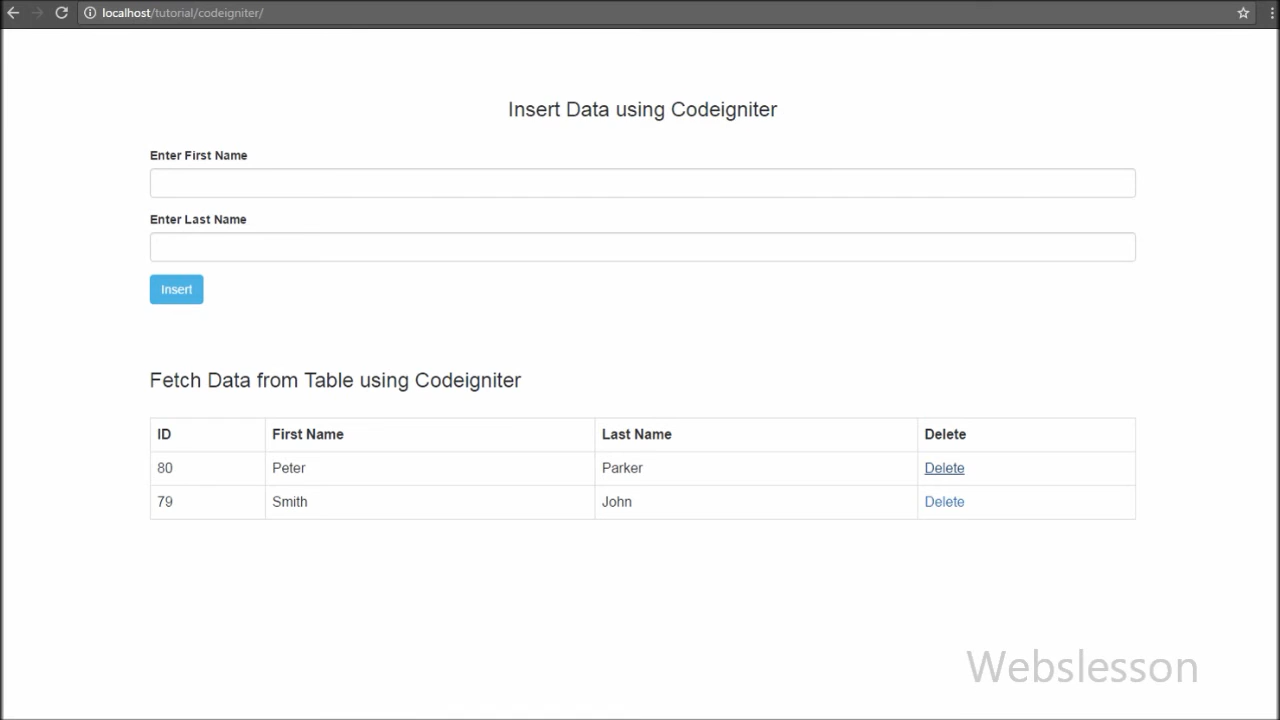 localhost/tutorial/codeigniter/
Insert Data using Codeigniter
Enter First Name
Enter Last Name
Insert
Fetch Data from Table using Codeigniter
ID First Name Last Name Delete
80 Peter Parker Delete
79 Smith John Delete
Webslesson